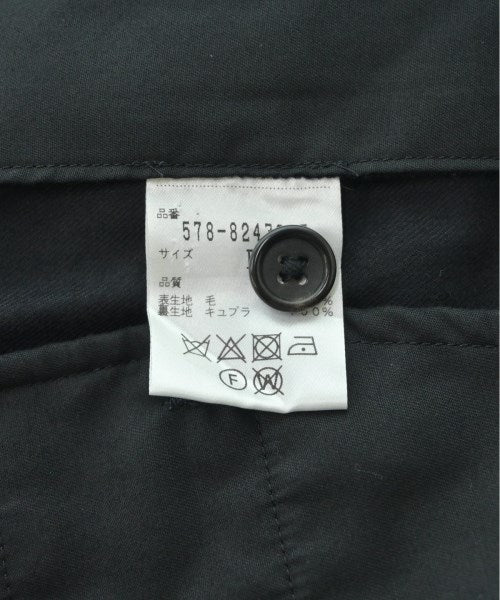 品番
578-8247
サイズ
品質
表生地 毛 %
裏生地 キュプラ 00%
F W